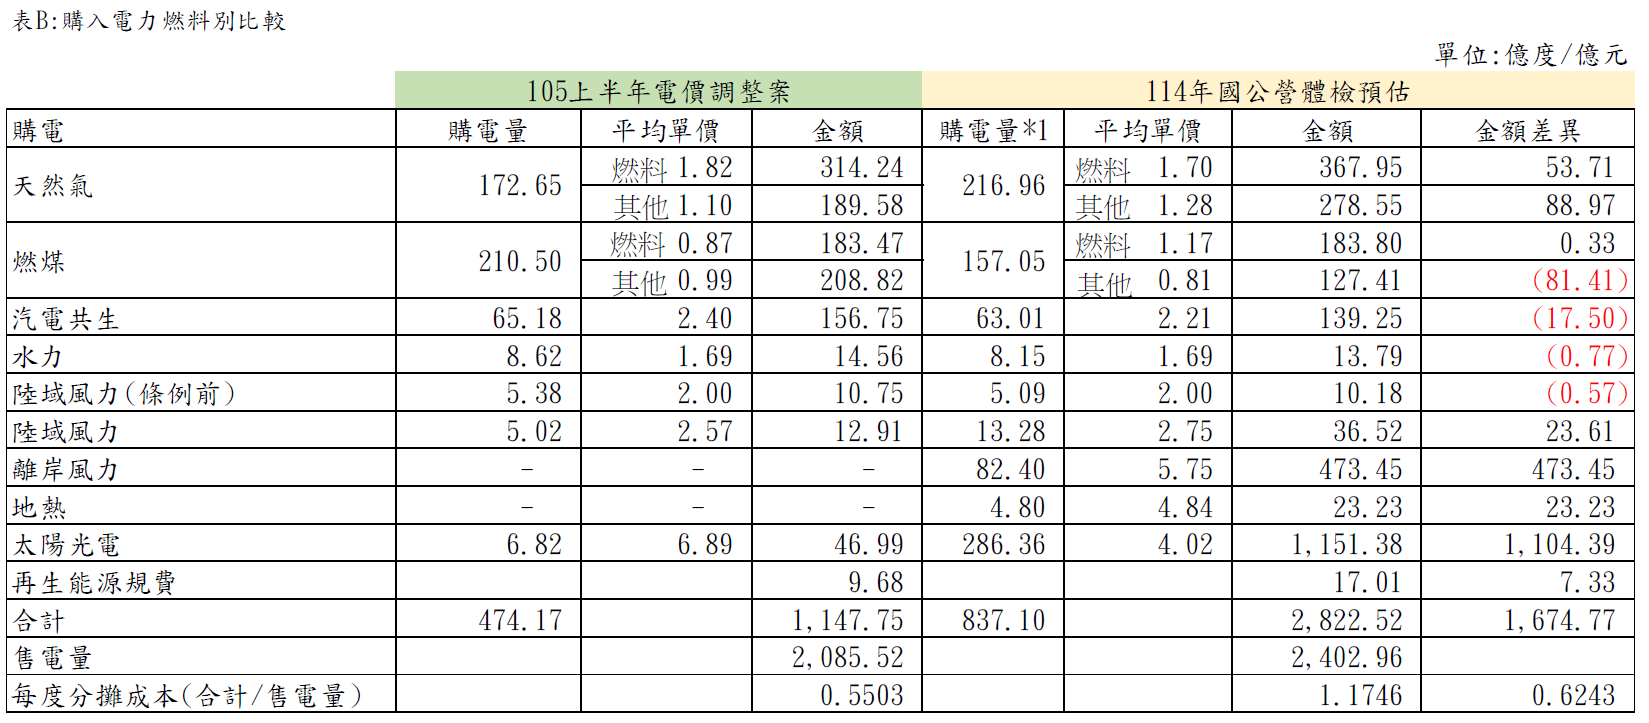 表B:購入電力燃料別比較
單位:億度/億元
105上半年電價調整案 114年國公營體檢預估
購電 購電量 平均單價 金額 購電量*1 平均單價 金額 金額差異
天然氣 172.65 燃料 1.82 314.24 216.96 燃料 1.70 367.95 53.71
其他 1.10 189.58 其他 1.28 278.55 88.97
燃煤 210.50 燃料 0.87 183.47 157.05 燃料 1.17 183.80 0.33
其他 0.99 208.82 其他 0.81 127.41 (81.41)
汽電共生 65.18 2.40 156.75 63.01 2.21 139.25 (17.50)
水力 8.62 1.69 14.56 8.15 1.69 13.79 (0.77)
陸域風力(條例前) 5.38 2.00 10.75 5.09 2.00 10.18 (0.57)
陸域風力 5.02 2.57 12.91 13.28 2.75 36.52 23.61
離岸風力 - - - 82.40 5.75 473.45 473.45
地熱 - - - 4.80 4.84 23.23 23.23
太陽光電 6.82 6.89 46.99 286.36 4.02 1,151.38 1,104.39
再生能源規費 9.68 17.01 7.33
合計 474.17 1,147.75 837.10 2,822.52 1,674.77
售電量 2,085.52 2,402.96
每度分攤成本(合計/售電量) 0.5503 1.1746 0.6243